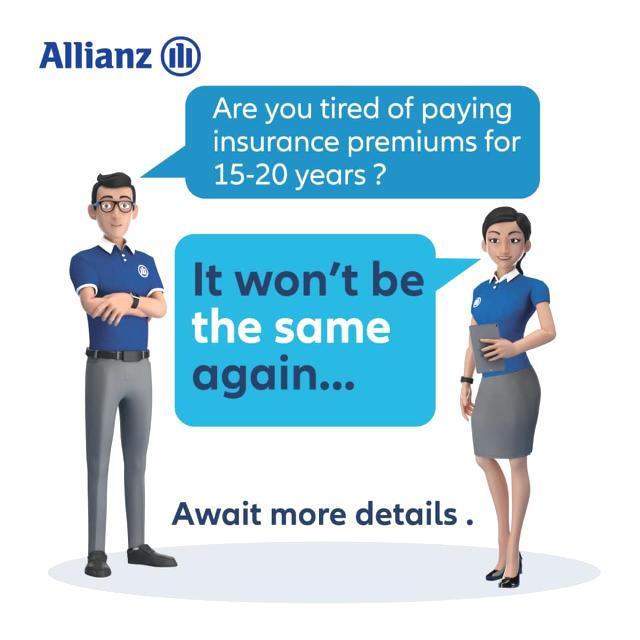 Allianz
Are you tired of paying
insurance premiums for
15-20 years ?
It won't be
the same
again...
Await more details .